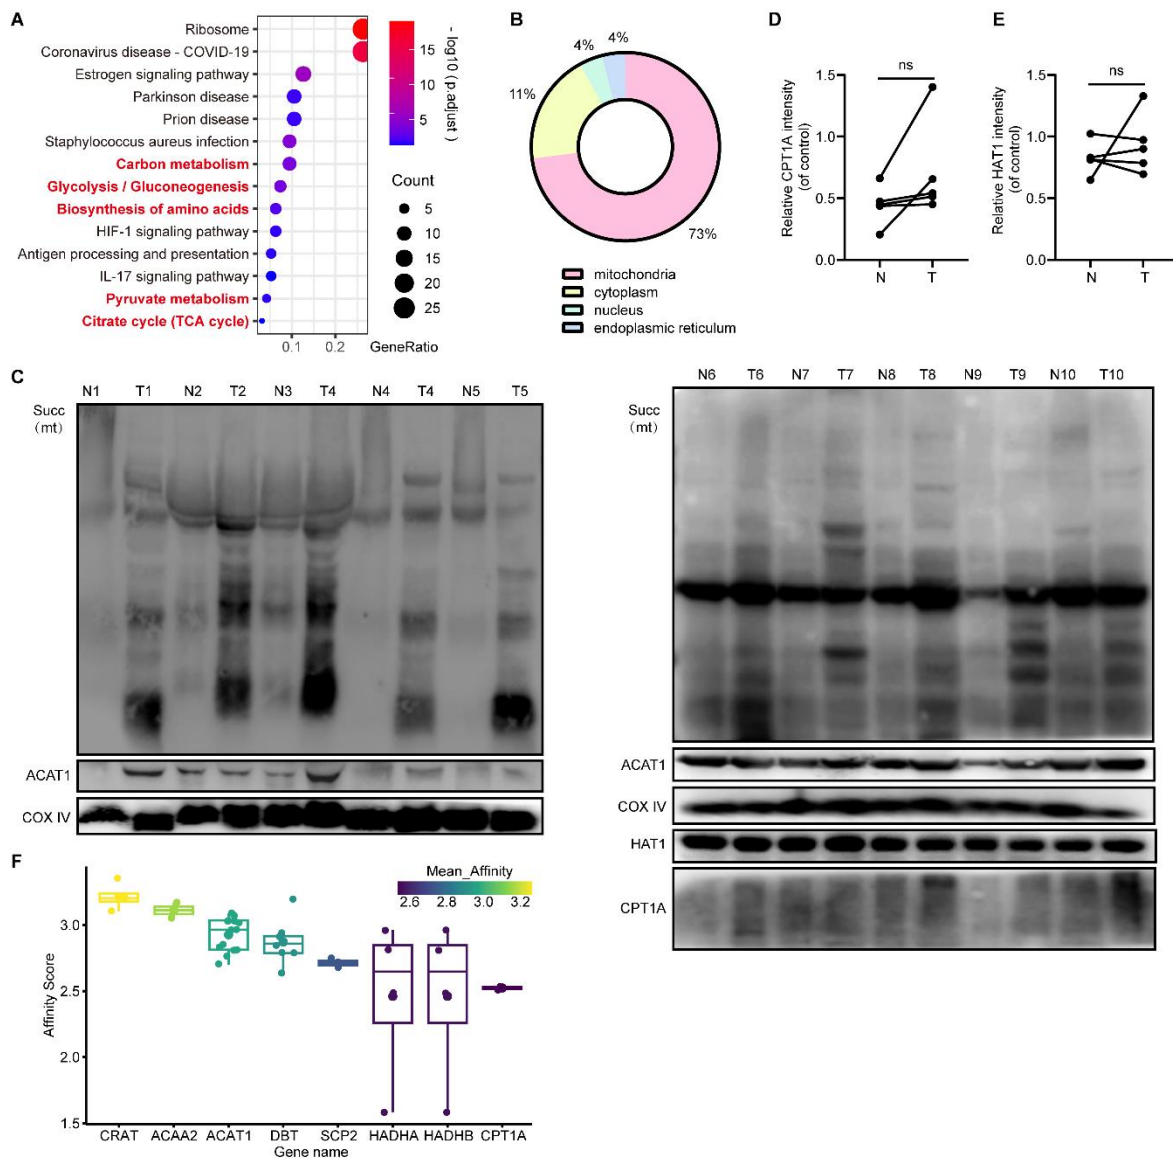 A
Ribosome
Coronavirus disease - COVID-19
Estrogen signaling pathway
Parkinson disease
Prion disease
Staphylococcus aureus infection
Carbon metabolism
Glycolysis / Gluconeogenesis
Biosynthesis of amino acids
HIF-1 signaling pathway
Antigen processing and presentation
IL-17 signaling pathway
Pyruvate metabolism
Citrate cycle (TCA cycle)
0.1 0.2
GeneRatio
15
10
5
- log10 (p.adjust )
Count
5
10
15
20
25
B
4% 4%
11%
73%
mitochondria
cytoplasm
nucleus
endoplasmic reticulum
D
ns
1.5
1.0
0.5
0.0
Relative CPT1A intensity
(of control)
N T
E
ns
1.5
1.0
0.5
0.0
Relative HAT1 intensity
(of control)
N T
C
N1 T1 N2 T2 N3 T4 N4 T4 N5 T5
Succ
（mt）
ACAT1
COX IV
N6 T6 N7 T7 N8 T8 N9 T9 N10 T10
Succ
（mt）
ACAT1
COX IV
HAT1
CPT1A
F
Mean_Affinity
2.6 2.8 3.0 3.2
3.0
2.5
2.0
1.5
Affinity Score
CRAT ACAA2 ACAT1 DBT SCP2 HADHA HADHB CPT1A
Gene name